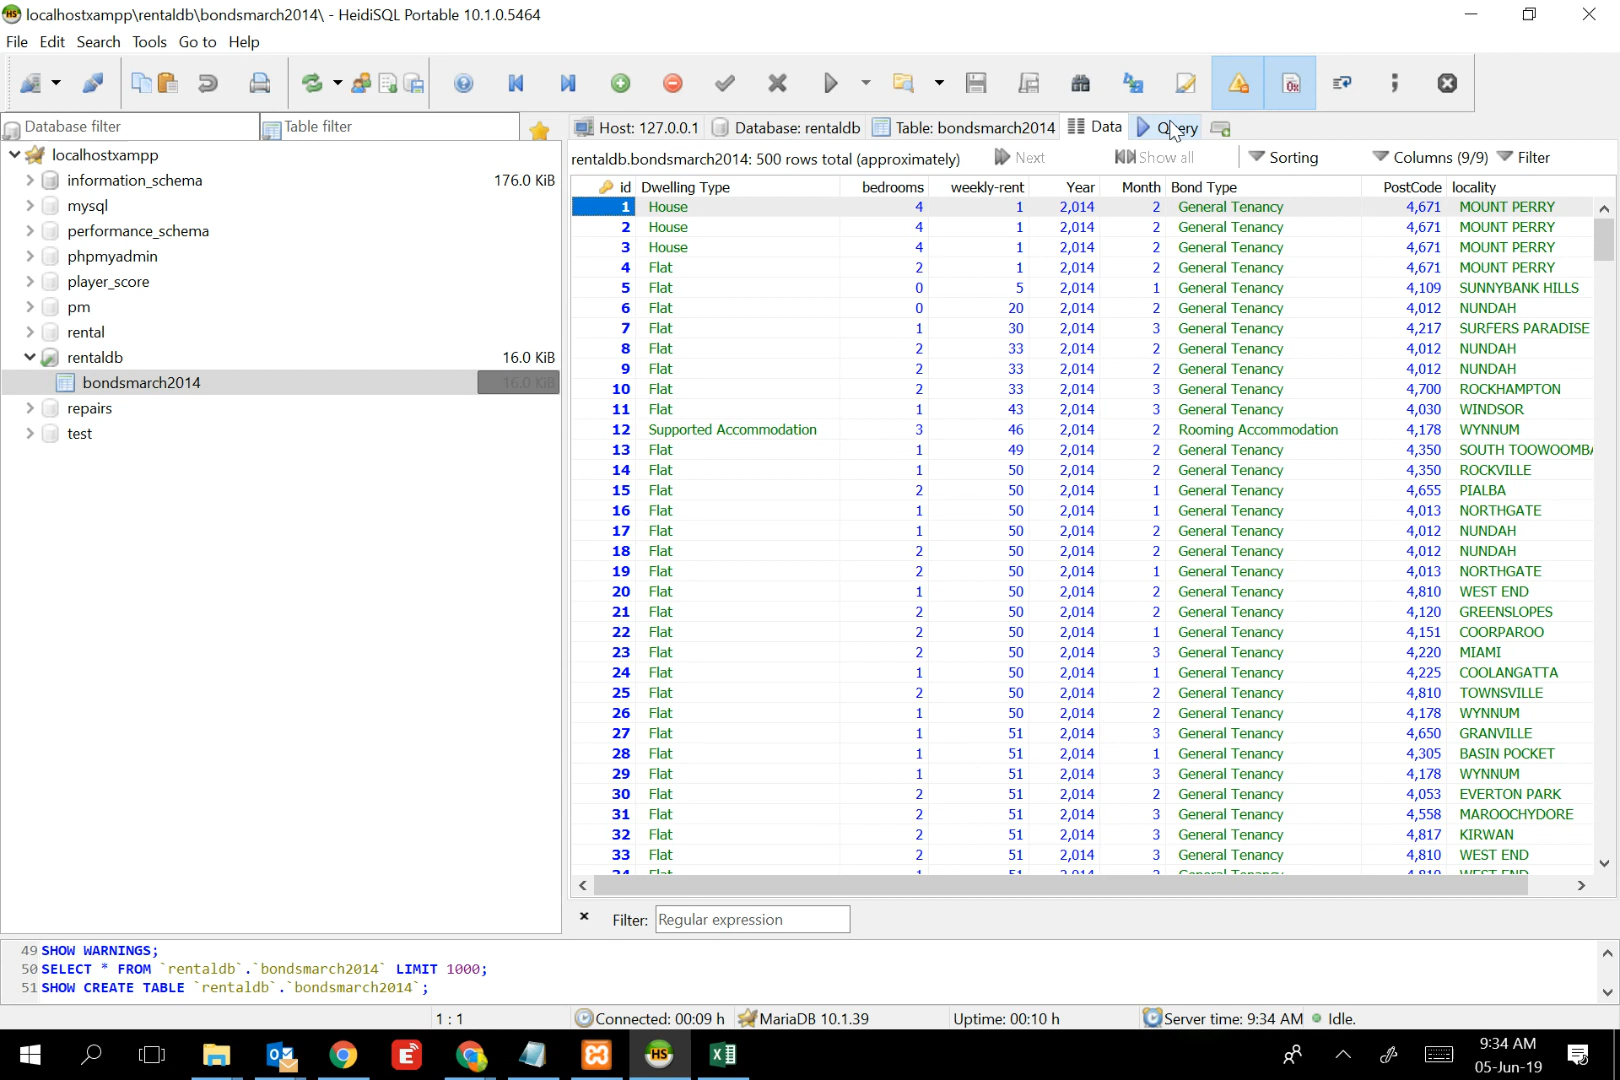 localhostxampp\rentaldb\bondsmarch2014\ - HeidiSQL Portable 10.1.0.5464
File Edit Search Tools Go to Help
Database filter Table filter Host: 127.0.0.1 Database: rentaldb Table: bondsmarch2014 Data Query
rentaldb.bondsmarch2014: 500 rows total (approximately) Next Show all Sorting Columns (9/9) Filter
localhostxampp
information_schema 176.0 KiB
mysql
performance_schema
phpmyadmin
player_score
pm
rental
rentaldb 16.0 KiB
bondsmarch2014 16.0 KiB
repairs
test
id Dwelling Type bedrooms weekly-rent Year Month Bond Type PostCode locality
1 House 4 1 2,014 2 General Tenancy 4,671 MOUNT PERRY
2 House 4 1 2,014 2 General Tenancy 4,671 MOUNT PERRY
3 House 4 1 2,014 2 General Tenancy 4,671 MOUNT PERRY
4 Flat 2 1 2,014 2 General Tenancy 4,671 MOUNT PERRY
5 Flat 0 5 2,014 1 General Tenancy 4,109 SUNNYBANK HILLS
6 Flat 0 20 2,014 2 General Tenancy 4,012 NUNDAH
7 Flat 1 30 2,014 3 General Tenancy 4,217 SURFERS PARADISE
8 Flat 2 33 2,014 2 General Tenancy 4,012 NUNDAH
9 Flat 2 33 2,014 2 General Tenancy 4,012 NUNDAH
10 Flat 2 33 2,014 3 General Tenancy 4,700 ROCKHAMPTON
11 Flat 1 43 2,014 3 General Tenancy 4,030 WINDSOR
12 Supported Accommodation 3 46 2,014 2 Rooming Accommodation 4,178 WYNNUM
13 Flat 1 49 2,014 2 General Tenancy 4,350 SOUTH TOOWOOMBA
14 Flat 1 50 2,014 2 General Tenancy 4,350 ROCKVILLE
15 Flat 2 50 2,014 1 General Tenancy 4,655 PIALBA
16 Flat 1 50 2,014 1 General Tenancy 4,013 NORTHGATE
17 Flat 1 50 2,014 2 General Tenancy 4,012 NUNDAH
18 Flat 2 50 2,014 2 General Tenancy 4,012 NUNDAH
19 Flat 2 50 2,014 1 General Tenancy 4,013 NORTHGATE
20 Flat 1 50 2,014 2 General Tenancy 4,810 WEST END
21 Flat 2 50 2,014 2 General Tenancy 4,120 GREENSLOPES
22 Flat 2 50 2,014 1 General Tenancy 4,151 COORPAROO
23 Flat 2 50 2,014 3 General Tenancy 4,220 MIAMI
24 Flat 1 50 2,014 1 General Tenancy 4,225 COOLANGATTA
25 Flat 2 50 2,014 2 General Tenancy 4,810 TOWNSVILLE
26 Flat 1 50 2,014 2 General Tenancy 4,178 WYNNUM
27 Flat 1 51 2,014 3 General Tenancy 4,650 GRANVILLE
28 Flat 1 51 2,014 1 General Tenancy 4,305 BASIN POCKET
29 Flat 1 51 2,014 3 General Tenancy 4,178 WYNNUM
30 Flat 2 51 2,014 2 General Tenancy 4,053 EVERTON PARK
31 Flat 2 51 2,014 3 General Tenancy 4,558 MAROOCHYDORE
32 Flat 2 51 2,014 3 General Tenancy 4,817 KIRWAN
33 Flat 2 51 2,014 3 General Tenancy 4,810 WEST END
Filter: Regular expression
49 SHOW WARNINGS;
50 SELECT * FROM `rentaldb`.`bondsmarch2014` LIMIT 1000;
51 SHOW CREATE TABLE `rentaldb`.`bondsmarch2014`;
1 : 1 Connected: 00:09 h MariaDB 10.1.39 Uptime: 00:10 h Server time: 9:34 AM Idle.
9:34 AM
05-Jun-19